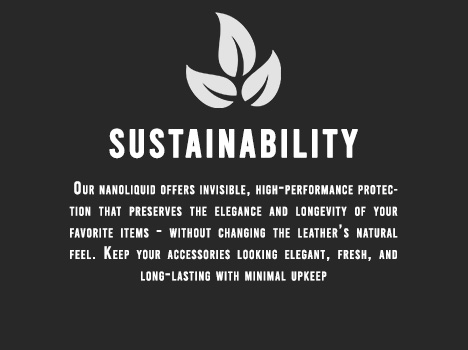 SUSTAINABILITY
Our nanoliquid offers invisible, high-performance protec-
tion that preserves the elegance and longevity of your
favorite items - without changing the leather's natural
feel. Keep your accessories looking elegant, fresh, and
long-lasting with minimal upkeep